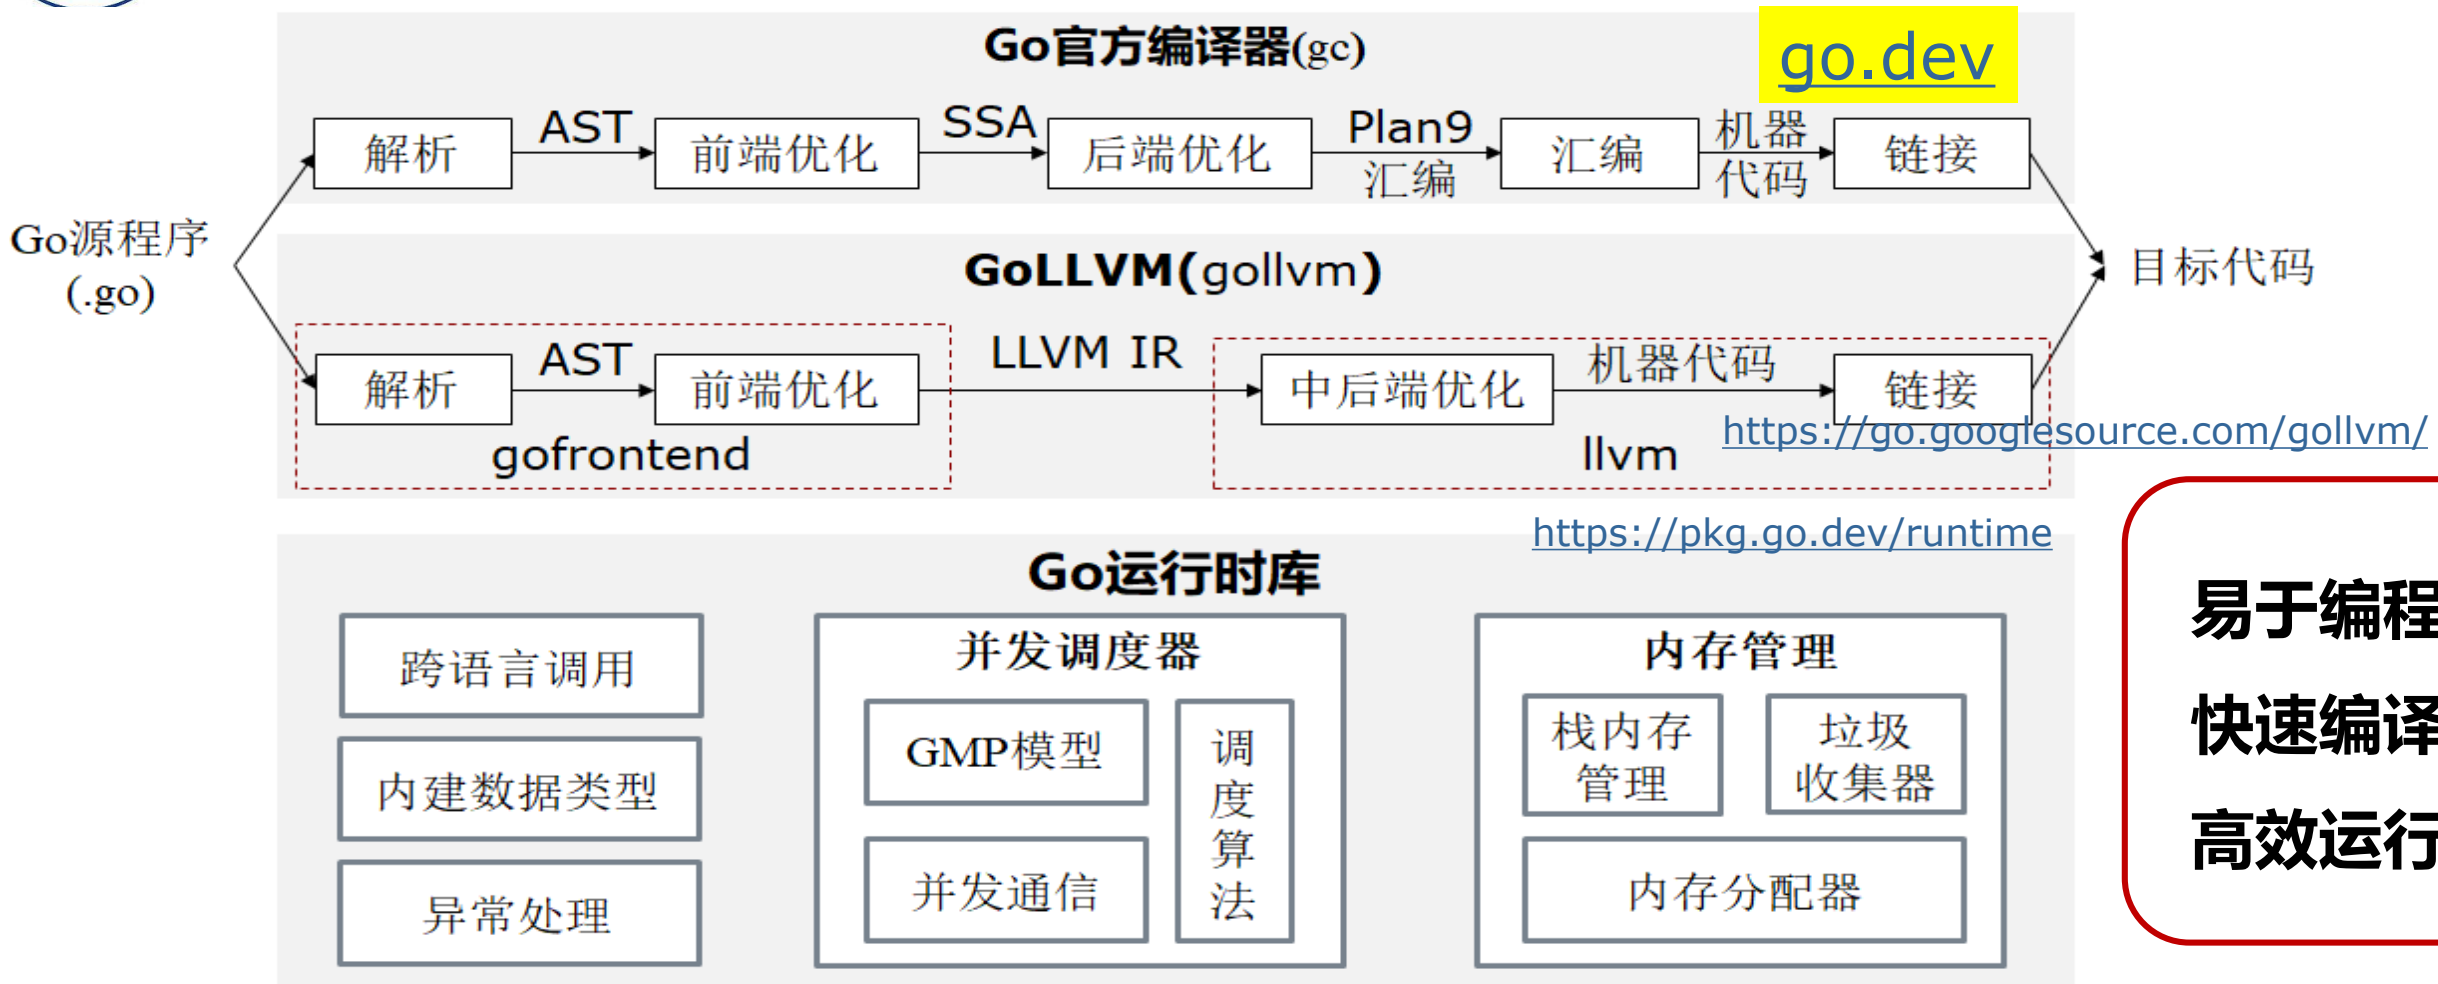 Go官方编译器(gc)
go.dev
解析
AST
前端优化
SSA
后端优化
Plan9
汇编
汇编
机器
代码
链接
Go源程序
(.go)
目标代码
GoLLVM(gollvm)
解析
AST
前端优化
LLVM IR
中后端优化
机器代码
链接
gofrontend
llvm
https://go.googlesource.com/gollvm/
https://pkg.go.dev/runtime
Go运行时库
跨语言调用
内建数据类型
异常处理
并发调度器
GMP模型
并发通信
调
度
算
法
内存管理
栈内存
管理
垃圾
收集器
内存分配器
易于编程
快速编译
高效运行